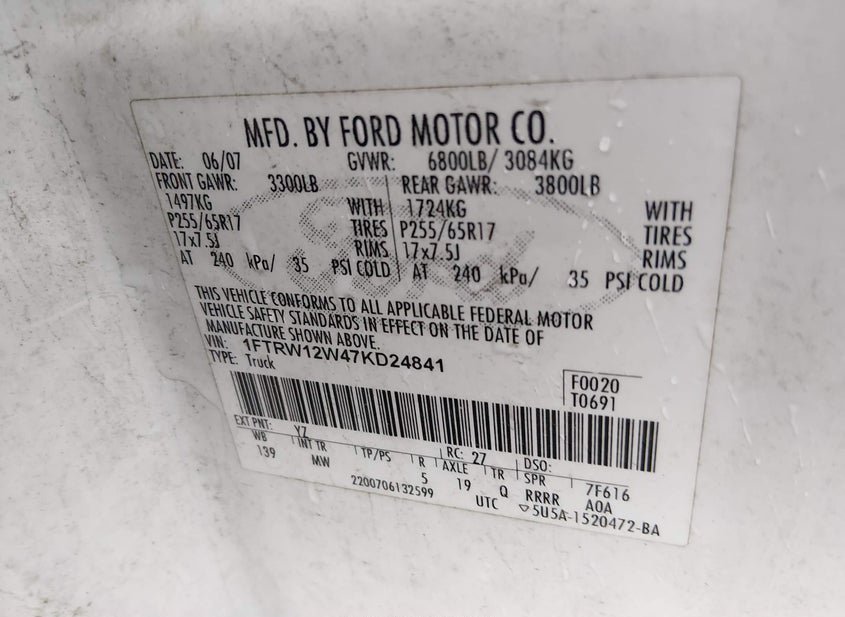 MFD. BY FORD MOTOR CO.
DATE: 06/07 GVWR: 6800LB/ 3084KG
FRONT GAWR: 3300LB REAR GAWR: 3800LB
1497KG WITH 1724KG WITH
P255/65R17 TIRES P255/65R17 TIRES
17x7.5J RIMS 17x7.5J RIMS
AT 240 kPa/ 35 PSI COLD AT 240 kPa/ 35 PSI COLD
Ford
THIS VEHICLE CONFORMS TO ALL APPLICABLE FEDERAL MOTOR
VEHICLE SAFETY STANDARDS IN EFFECT ON THE DATE OF
MANUFACTURE SHOWN ABOVE.
VIN: 1FTRW12W47KD24841
TYPE: Truck
F0020
T0691
EXT PNT: YZ RC: 27 DSO:
WB INT TR TP/PS R AXLE TR SPR 7F616
139 MW 5 19 Q RRRR A0A
2200706132599 UTC ▽5U5A-1520472-BA